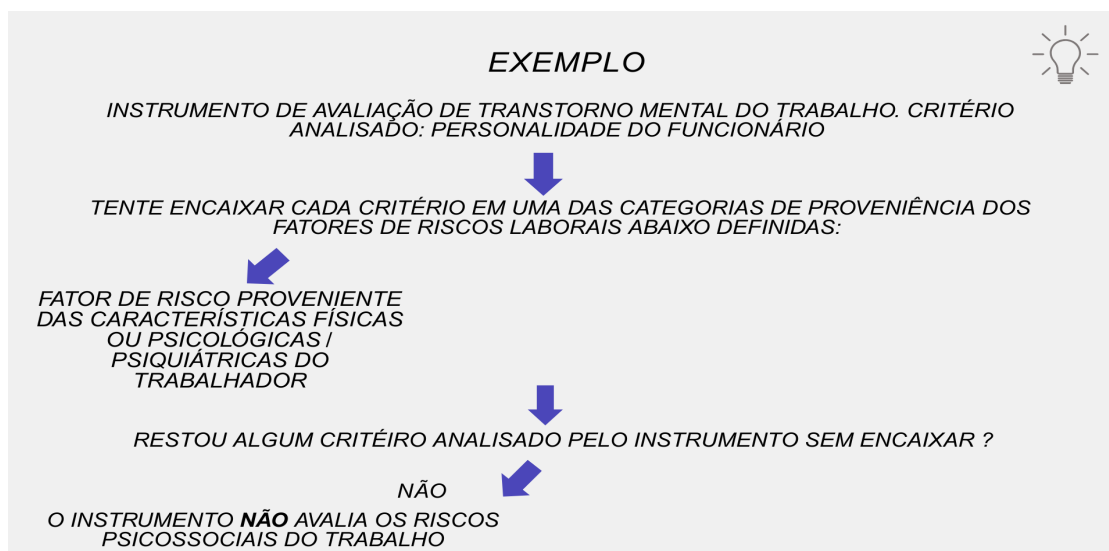 EXEMPLO
INSTRUMENTO DE AVALIAÇÃO DE TRANSTORNO MENTAL DO TRABALHO. CRITÉRIO
ANALISADO: PERSONALIDADE DO FUNCIONÁRIO
TENTE ENCAIXAR CADA CRITÉRIO EM UMA DAS CATEGORIAS DE PROVENIÊNCIA DOS
FATORES DE RISCOS LABORAIS ABAIXO DEFINIDAS:
FATOR DE RISCO PROVENIENTE
DAS CARACTERÍSTICAS FÍSICAS
OU PSICOLÓGICAS /
PSIQUIÁTRICAS DO
TRABALHADOR
RESTOU ALGUM CRITÉIRO ANALISADO PELO INSTRUMENTO SEM ENCAIXAR ?
NÃO
O INSTRUMENTO NÃO AVALIA OS RISCOS
PSICOSSOCIAIS DO TRABALHO